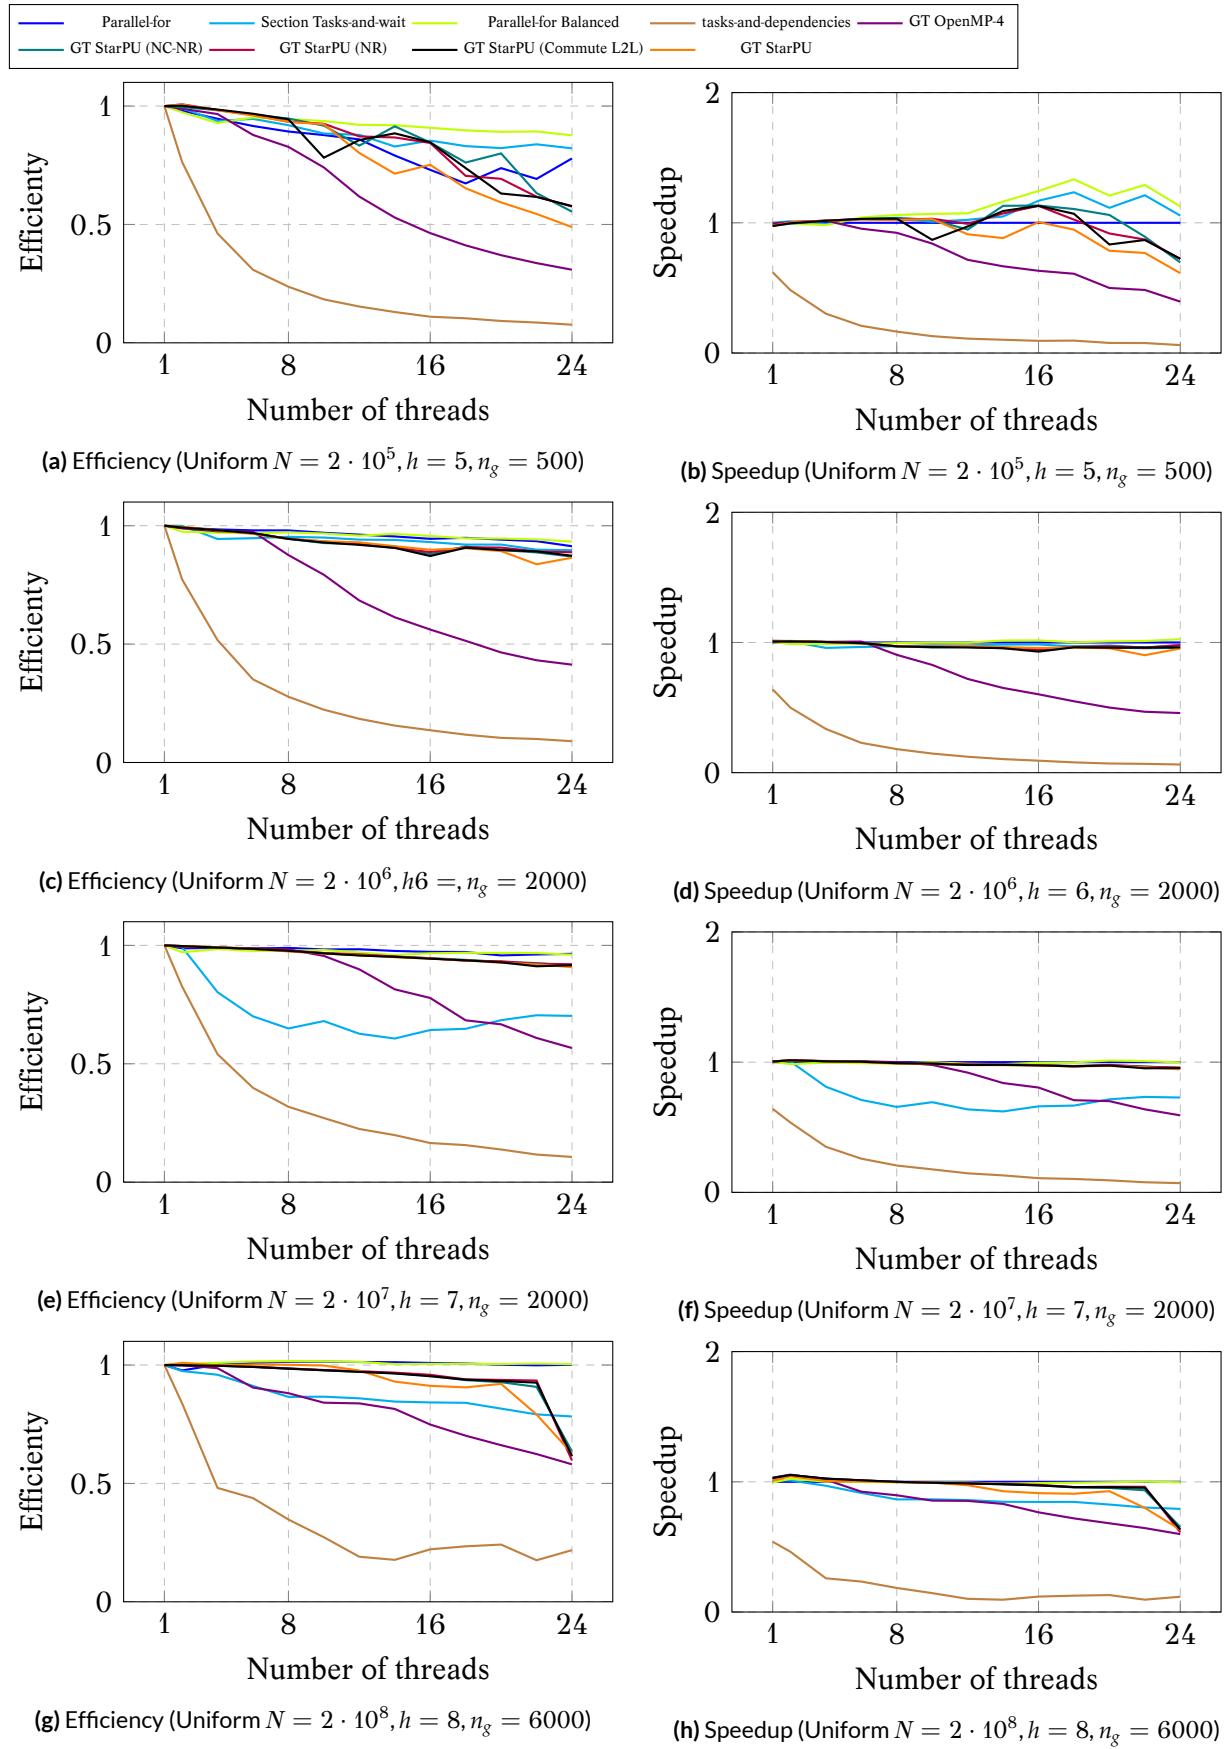 Parallel-for Section Tasks-and-wait Parallel-for Balanced tasks-and-dependencies GT OpenMP-4
GT StarPU (NC-NR) GT StarPU (NR) GT StarPU (Commute L2L) GT StarPU
1
0.5
0
Efficienty
1 8 16 24
Number of threads
(a) Efficiency (Uniform N = 2 · 10⁵, h = 5, n_g = 500)
2
1
0
Speedup
1 8 16 24
Number of threads
(b) Speedup (Uniform N = 2 · 10⁵, h = 5, n_g = 500)
1
0.5
0
Efficienty
1 8 16 24
Number of threads
(c) Efficiency (Uniform N = 2 · 10⁶, h6 =, n_g = 2000)
2
1
0
Speedup
1 8 16 24
Number of threads
(d) Speedup (Uniform N = 2 · 10⁶, h = 6, n_g = 2000)
1
0.5
0
Efficienty
1 8 16 24
Number of threads
(e) Efficiency (Uniform N = 2 · 10⁷, h = 7, n_g = 2000)
2
1
0
Speedup
1 8 16 24
Number of threads
(f) Speedup (Uniform N = 2 · 10⁷, h = 7, n_g = 2000)
1
0.5
0
Efficienty
1 8 16 24
Number of threads
(g) Efficiency (Uniform N = 2 · 10⁸, h = 8, n_g = 6000)
2
1
0
Speedup
1 8 16 24
Number of threads
(h) Speedup (Uniform N = 2 · 10⁸, h = 8, n_g = 6000)